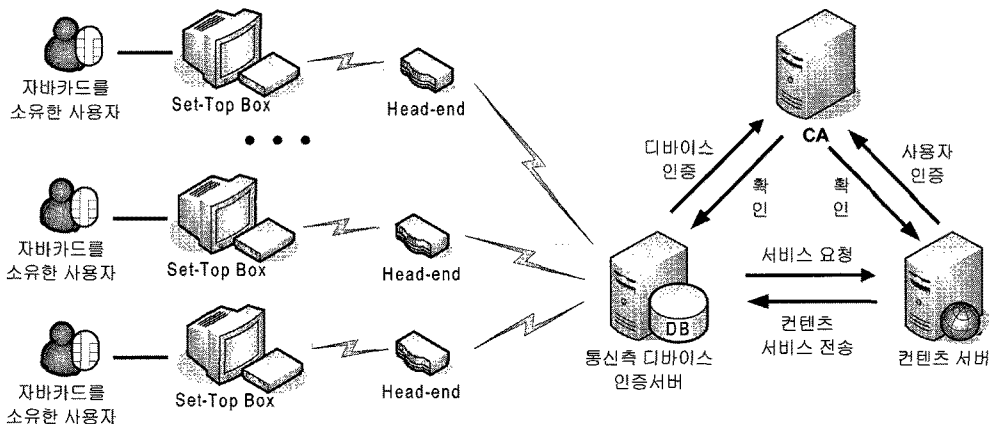 자바카드를
소유한 사용자
Set-Top Box
Head-end
자바카드를
소유한 사용자
Set-Top Box
Head-end
자바카드를
소유한 사용자
Set-Top Box
Head-end
CA
디바이스
인증
확
인
확
인
사용자
인증
서비스 요청
컨텐츠
서비스 전송
DB
통신측 디바이스
인증서버
컨텐츠 서버